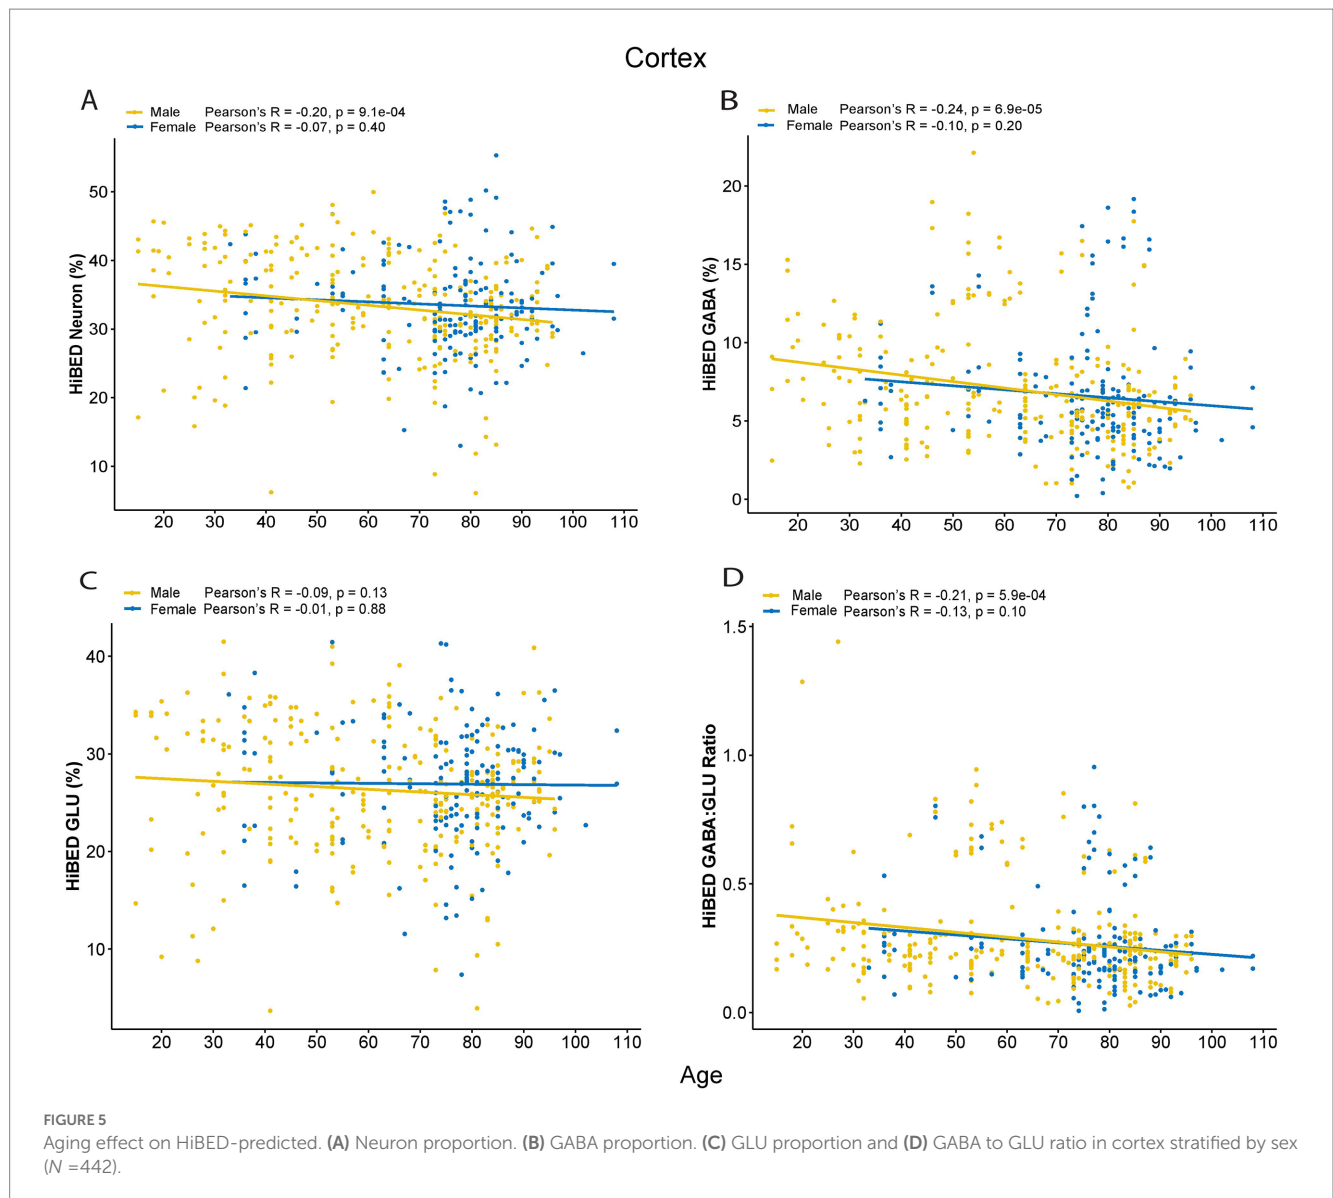 Cortex
A
Male Pearson's R = -0.20, p = 9.1e-04
Female Pearson's R = -0.07, p = 0.40
HiBED Neuron (%)
50
40
30
20
10
20 30 40 50 60 70 80 90 100 110
B
Male Pearson's R = -0.24, p = 6.9e-05
Female Pearson's R = -0.10, p = 0.20
HiBED GABA (%)
20
15
10
5
0
20 30 40 50 60 70 80 90 100 110
C
Male Pearson's R = -0.09, p = 0.13
Female Pearson's R = -0.01, p = 0.88
HiBED GLU (%)
40
30
20
10
20 30 40 50 60 70 80 90 100 110
D
Male Pearson's R = -0.21, p = 5.9e-04
Female Pearson's R = -0.13, p = 0.10
HiBED GABA:GLU Ratio
1.5
1.0
0.5
0.0
20 30 40 50 60 70 80 90 100 110
Age
FIGURE 5
Aging effect on HiBED-predicted. (A) Neuron proportion. (B) GABA proportion. (C) GLU proportion and (D) GABA to GLU ratio in cortex stratified by sex
(N =442).